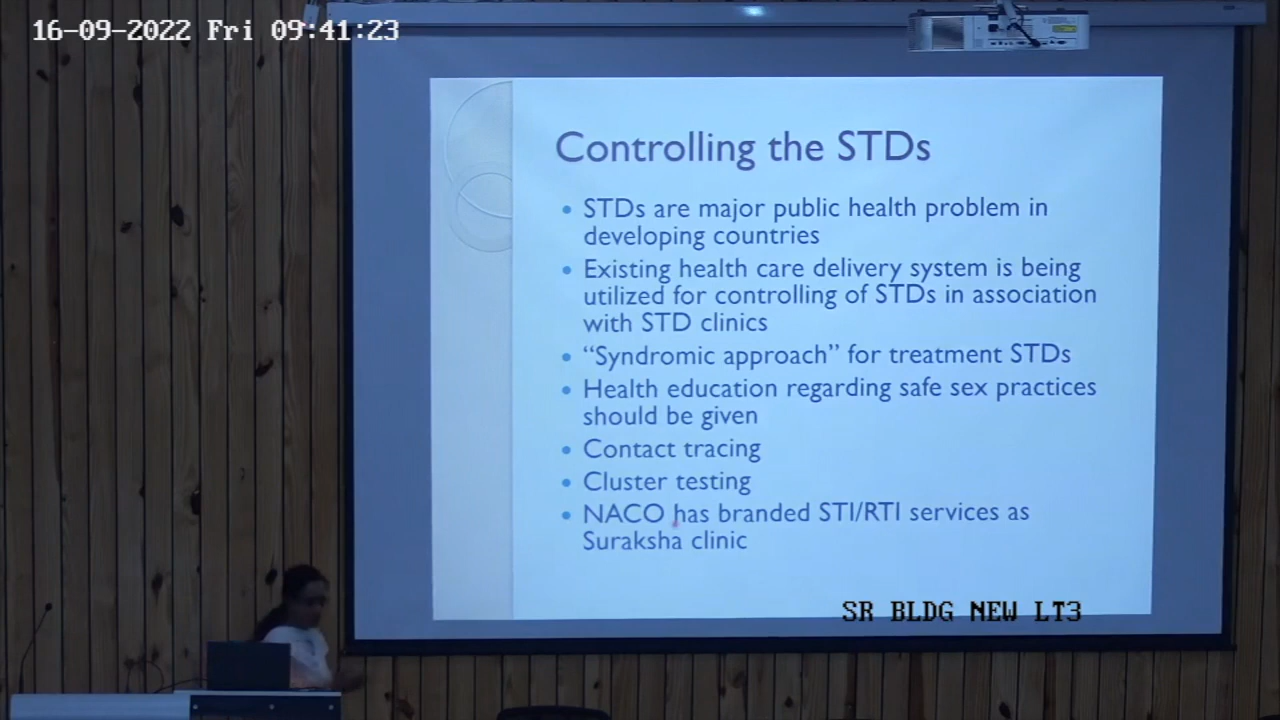 16-09-2022 Fri 09:41:23
Controlling the STDs
• STDs are major public health problem in
developing countries
• Existing health care delivery system is being
utilized for controlling of STDs in association
with STD clinics
• “Syndromic approach” for treatment STDs
• Health education regarding safe sex practices
should be given
• Contact tracing
• Cluster testing
• NACO has branded STI/RTI services as
Suraksha clinic
SR BLDG NEW LT3